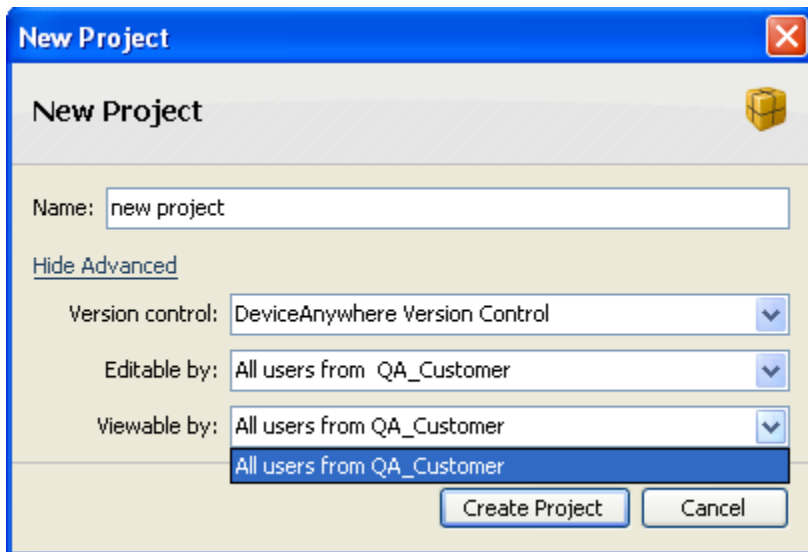 New Project
New Project
Name: new project
Hide Advanced
Version control: DeviceAnywhere Version Control
Editable by: All users from  QA_Customer
Viewable by: All users from QA_Customer
All users from QA_Customer
Create Project Cancel